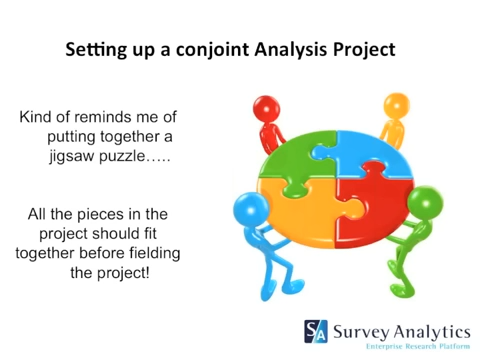 Setting up a conjoint Analysis Project
Kind of reminds me of
putting together a
jigsaw puzzle.....
All the pieces in the
project should fit
together before fielding
the project!
S/A Survey Analytics
Enterprise Research Platform